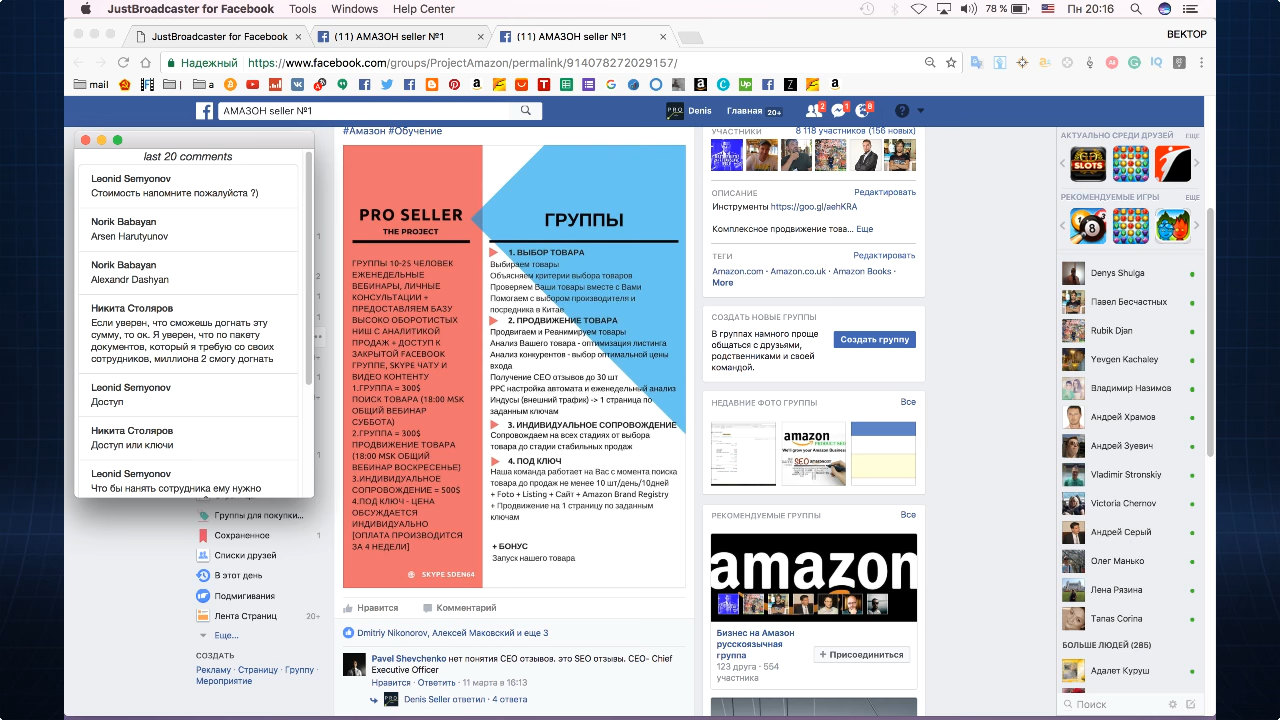 JustBroadcaster for Facebook Tools Windows Help Center 78 % Пн 20:16
JustBroadcaster for Facebook (11) АМАЗОН seller №1 (11) АМАЗОН seller №1 ВЕКТОР
Надежный https://www.facebook.com/groups/ProjectAmazon/permalink/914078272029157/
mail | a
АМАЗОН seller №1
Denis Главная 20+ 2 1 8
last 20 comments
Leonid Semyonov
Стоимость напомните пожалуйста ?)
Norik Babayan
Arsen Harutyunov
Norik Babayan
Alexandr Dashyan
Никита Столяров
Если уверен, что сможешь догнать эту
сумму, то ок. Я уверен, что по пакету
документов, который я требую со своих
сотрудников, миллиона 2 смогу догнать
Leonid Semyonov
Доступ
Никита Столяров
Доступ или ключи
Leonid Semyonov
Что бы нанять сотрудника ему нужно
Группы для покупки...
Сохраненное 1
Списки друзей
В этот день
Подмигивания
Лента Страниц 20+
Еще...
СОЗДАТЬ
Рекламу · Страницу · Группу ·
Мероприятие
#Амазон #Обучение
PRO SELLER
THE PROJECT
ГРУППЫ 10-25 ЧЕЛОВЕК
ЕЖЕНЕДЕЛЬНЫЕ
ВЕБИНАРЫ, ЛИЧНЫЕ
КОНСУЛЬТАЦИИ +
ПРЕДОСТАВЛЯЕМ БАЗУ
ВЫСОКО ОБОРОТИСТЫХ
НИШ С АНАЛИТИКОЙ
ПРОДАЖ + ДОСТУП К
ЗАКРЫТОЙ FACEBOOK
ГРУППЕ, SKYPE ЧАТУ И
ВИДЕО КОНТЕНТУ
1.ГРУППА = 300$
ПОИСК ТОВАРА (18:00 MSK
ОБЩИЙ ВЕБИНАР
СУББОТА)
2.ГРУППА = 300$
ПРОДВИЖЕНИЕ ТОВАРА
(18:00 MSK ОБЩИЙ
ВЕБИНАР ВОСКРЕСЕНЬЕ)
3.ИНДИВИДУАЛЬНОЕ
СОПРОВОЖДЕНИЕ = 500$
4.ПОД КЛЮЧ - ЦЕНА
ОБСУЖДАЕТСЯ
ИНДИВИДУАЛЬНО
[ОПЛАТА ПРОИЗВОДИТСЯ
ЗА 4 НЕДЕЛИ]
SKYPE SDEN64
ГРУППЫ
1. ВЫБОР ТОВАРА
Выбираем товары
Объясняем критерии выбора товаров
Проверяем Ваши товары вместе с Вами
Помогаем с выбором производителя и
посредника в Китае
2. ПРОДВИЖЕНИЕ ТОВАРА
Продвигаем и Реанимируем товары
Анализ Вашего товара - оптимизация листинга
Анализ конкурентов - выбор оптимальной цены
входа
Получение СЕО отзывов до 30 шт
PPC настройка автомата и еженедельный анализ
Индусы (внешний трафик) -> 1 страница по
заданным ключам
3. ИНДИВИДУАЛЬНОЕ СОПРОВОЖДЕНИЕ
Сопровождаем на всех стадиях от выбора
товара до стадии стабильных продаж
4. ПОД КЛЮЧ
Наша команда работает на Вас с момента поиска
товара до продаж не менее 10 шт/день/10дней
+ Foto + Listing + Сайт + Amazon Brand Registry
+ Продвижение на 1 страницу по заданным
ключам
+ БОНУС
Запуск нашего товара
Нравится Комментарий
Dmitriy Nikonorov, Алексей Маковский и еще 3
Pavel Shevchenko нет понятия СЕО отзывов. это SEO отзывы. CEO- Chief
Executive Officer
Нравится · Ответить · 11 марта в 16:13
Denis Seller ответил · 4 ответа
УЧАСТНИКИ 8 118 участников (156 новых)
ОПИСАНИЕ Редактировать
Инструменты https://goo.gl/aehKRA
Комплексное продвижение това... Еще
ТЕГИ Редактировать
Amazon.com · Amazon.co.uk · Amazon Books ·
More
СОЗДАТЬ НОВЫЕ ГРУППЫ
В группах намного проще
общаться с друзьями,
родственниками и своей
командой.
Создать группу
НЕДАВНИЕ ФОТО ГРУППЫ Все
amazon PRODUCT SEO
We'll grow your Amazon Business
SEO
РЕКОМЕНДУЕМЫЕ ГРУППЫ Все
amazon
Бизнес на Амазон
русскоязычная
группа
123 друга · 554
участника
Присоединиться
АКТУАЛЬНО СРЕДИ ДРУЗЕЙ ЕЩЕ
SLOTS
РЕКОМЕНДУЕМЫЕ ИГРЫ ЕЩЕ
8
Denys Shulga
Павел Бесчастных
Rubik Djan
Yevgen Kachaley
ВладимирНазимов
Андрей Храмов
Андрей Зуевич
Vladimir Stronskiy
Victoria Chernov
Андрей Серый
Олег Манько
Лена Рязина
Tanas Corina
БОЛЬШЕ ЛЮДЕЙ (285)
Адалет Куруш
Поиск